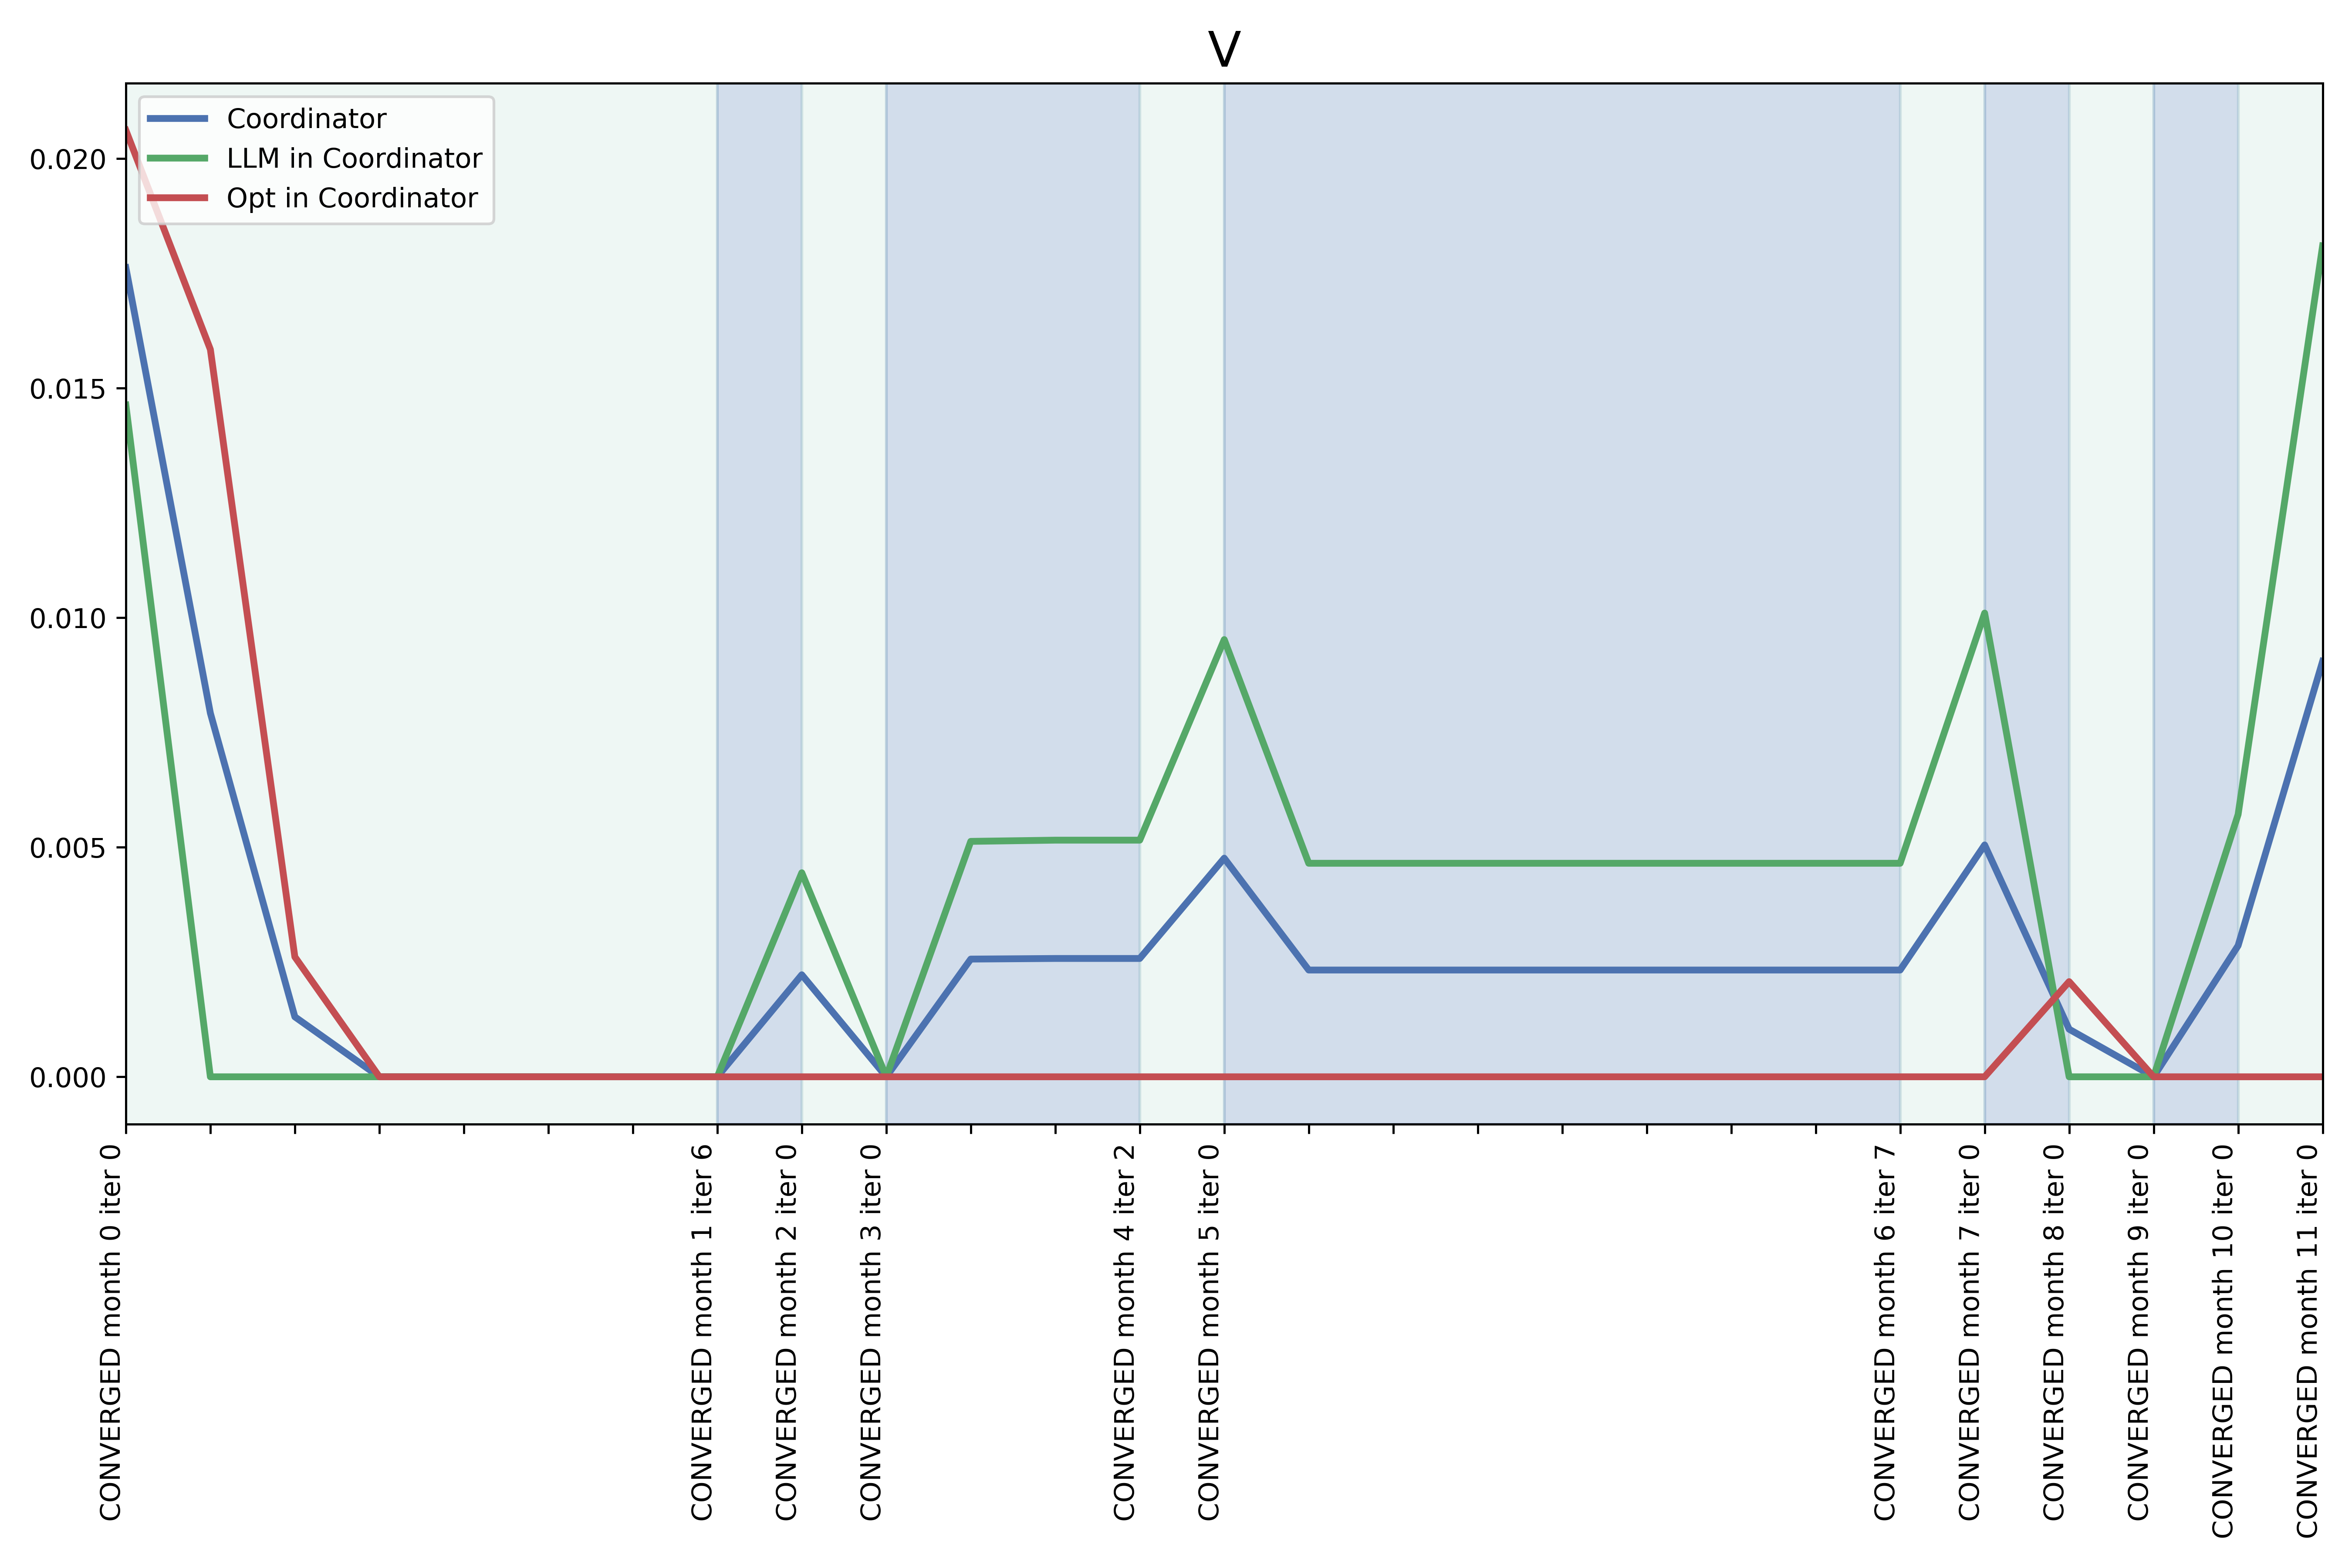 V
Coordinator
LLM in Coordinator
Opt in Coordinator
0.020
0.015
0.010
0.005
0.000
CONVERGED month 0 iter 0
CONVERGED month 1 iter 6
CONVERGED month 2 iter 0
CONVERGED month 3 iter 0
CONVERGED month 4 iter 2
CONVERGED month 5 iter 0
CONVERGED month 6 iter 7
CONVERGED month 7 iter 0
CONVERGED month 8 iter 0
CONVERGED month 9 iter 0
CONVERGED month 10 iter 0
CONVERGED month 11 iter 0